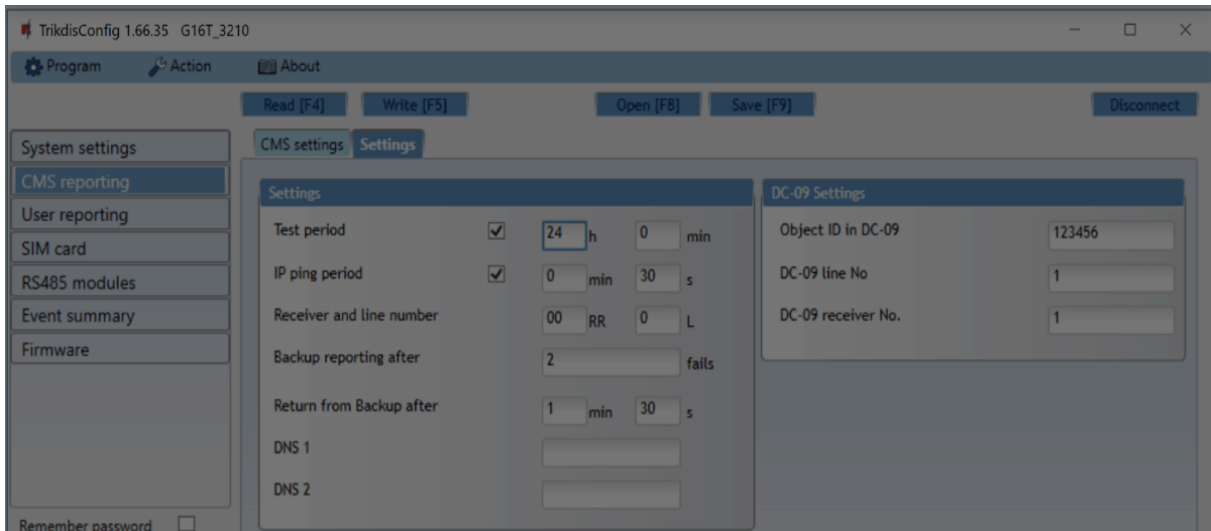 TrikdisConfig 1.66.35 G16T_3210
Program Action About
Read [F4] Write [F5] Open [F8] Save [F9] Disconnect
System settings
CMS reporting
User reporting
SIM card
RS485 modules
Event summary
Firmware
Remember password
CMS settings Settings
Settings
Test period 24 h 0 min
IP ping period 0 min 30 s
Receiver and line number 00 RR 0 L
Backup reporting after 2 fails
Return from Backup after 1 min 30 s
DNS 1
DNS 2
DC-09 Settings
Object ID in DC-09 123456
DC-09 line No 1
DC-09 receiver No. 1